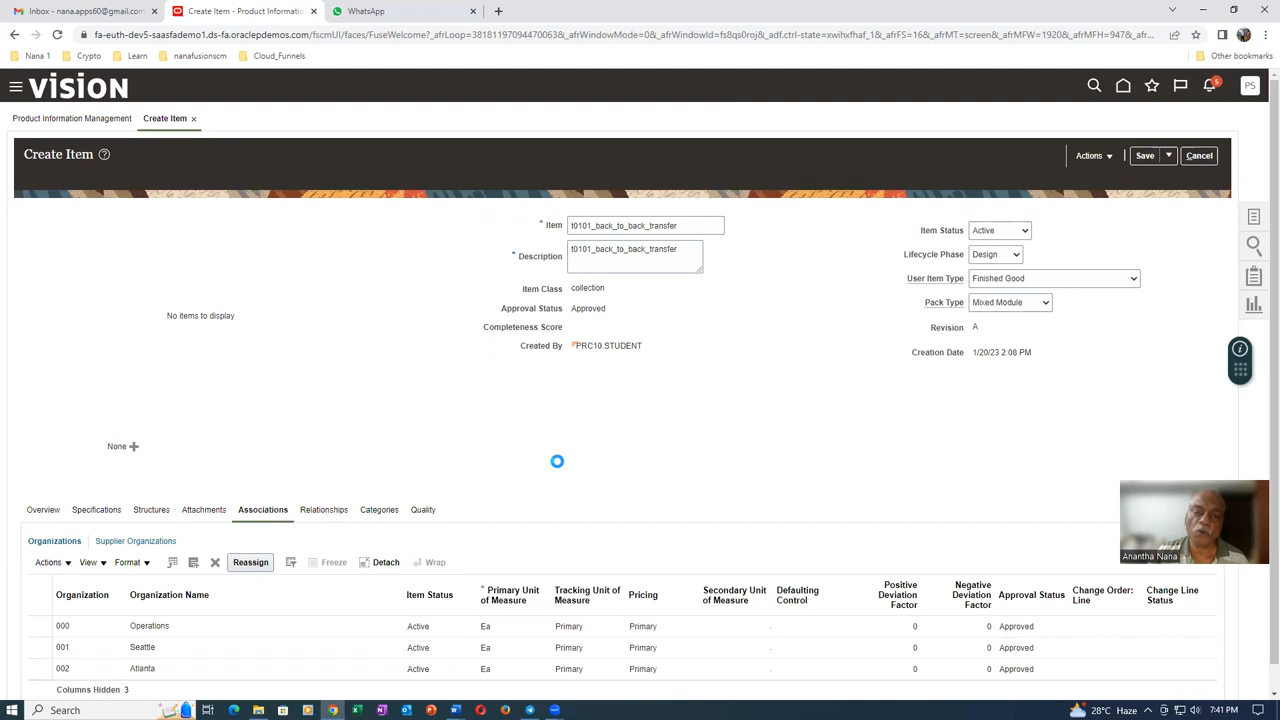 Inbox - nana.apps60@gmail.com
Create Item - Product Informatio
WhatsApp
fa-euth-dev5-saasfademo1.ds-fa.oraclepdemos.com/fscmUI/faces/FuseWelcome?_afrLoop=38181197094470063&_afrWindowMode=0&_afrWindowId=fs8qs0roj&_adf.ctrl-state=xwihxfhaf_1&_afrFS=16&_afrMT=screen&_afrMFW=1920&_afrMFH=947&_afr...
Nana 1
Crypto
Learn
nanafusionscm
Cloud_Funnels
Other bookmarks
VISION
5
PS
Product Information Management
Create Item
Create Item
Actions
Save
Cancel
* Item t0101_back_to_back_transfer
* Description t0101_back_to_back_transfer
Item Class collection
Approval Status Approved
Completeness Score
Created By PRC10.STUDENT
Item Status Active
Lifecycle Phase Design
User Item Type Finished Good
Pack Type Mixed Module
Revision A
Creation Date 1/20/23 2:08 PM
No items to display
None
Overview Specifications Structures Attachments Associations Relationships Categories Quality
Organizations Supplier Organizations
Actions View Format Reassign Freeze Detach Wrap
Organization Organization Name Item Status * Primary Unit of Measure Tracking Unit of Measure Pricing Secondary Unit of Measure Defaulting Control Positive Deviation Factor Negative Deviation Factor Approval Status Change Order: Line Change Line Status
000 Operations Active Ea Primary Primary 0 0 Approved
001 Seattle Active Ea Primary Primary 0 0 Approved
002 Atlanta Active Ea Primary Primary 0 0 Approved
Columns Hidden 3
Anantha Nana
Search
28°C Haze
7:41 PM